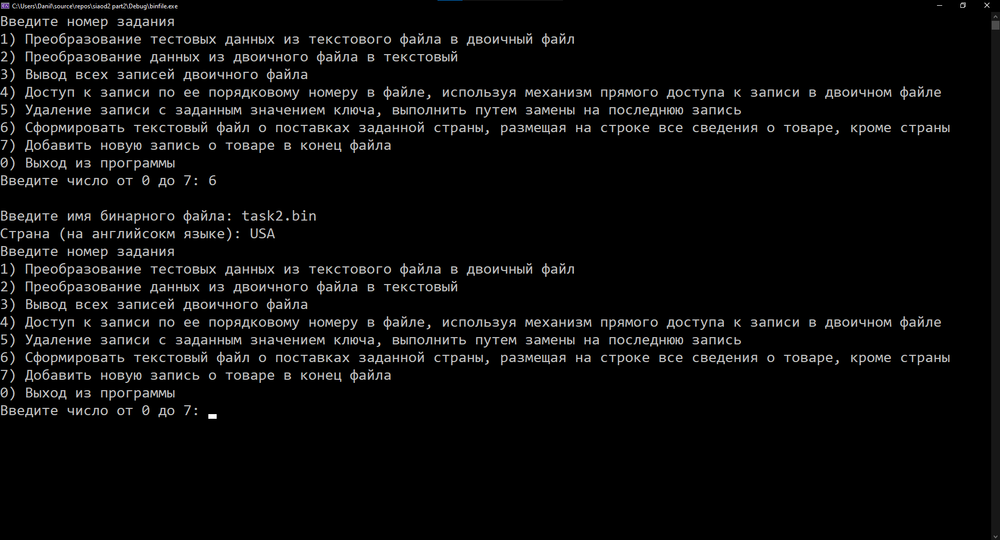 C:\Users\Danil\source\repos\siaod2 part2\Debug\binfile.exe
Введите номер задания
1) Преобразование тестовых данных из текстового файла в двоичный файл
2) Преобразование данных из двоичного файла в текстовый
3) Вывод всех записей двоичного файла
4) Доступ к записи по ее порядковому номеру в файле, используя механизм прямого доступа к записи в двоичном файле
5) Удаление записи с заданным значением ключа, выполнить путем замены на последнюю запись
6) Сформировать текстовый файл о поставках заданной страны, размещая на строке все сведения о товаре, кроме страны
7) Добавить новую запись о товаре в конец файла
0) Выход из программы
Введите число от 0 до 7: 6
Введите имя бинарного файла: task2.bin
Страна (на английсокм языке): USA
Введите номер задания
1) Преобразование тестовых данных из текстового файла в двоичный файл
2) Преобразование данных из двоичного файла в текстовый
3) Вывод всех записей двоичного файла
4) Доступ к записи по ее порядковому номеру в файле, используя механизм прямого доступа к записи в двоичном файле
5) Удаление записи с заданным значением ключа, выполнить путем замены на последнюю запись
6) Сформировать текстовый файл о поставках заданной страны, размещая на строке все сведения о товаре, кроме страны
7) Добавить новую запись о товаре в конец файла
0) Выход из программы
Введите число от 0 до 7: